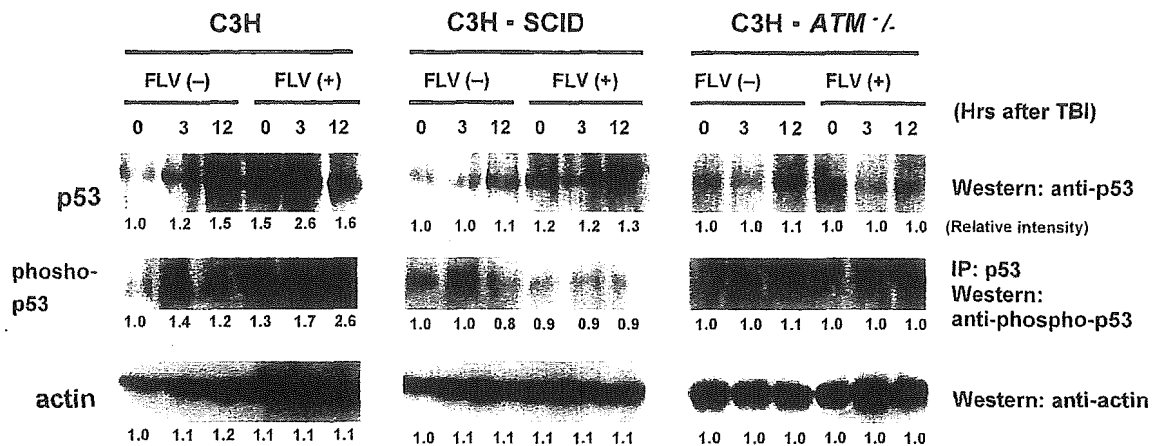 C3H C3H - SCID C3H - ATM -/-
FLV (–) FLV (+) FLV (–) FLV (+) FLV (–) FLV (+)
0 3 12 0 3 12 0 3 12 0 3 12 0 3 12 0 3 12 (Hrs after TBI)
p53 Western: anti-p53
1.0 1.2 1.5 1.5 2.6 1.6 1.0 1.0 1.1 1.2 1.2 1.3 1.0 1.0 1.1 1.0 1.0 1.0 (Relative intensity)
phosho-
p53
IP: p53
Western:
anti-phospho-p53
1.0 1.4 1.2 1.3 1.7 2.6 1.0 1.0 0.8 0.9 0.9 0.9 1.0 1.0 1.1 1.0 1.0 1.0
actin Western: anti-actin
1.0 1.1 1.2 1.1 1.1 1.1 1.0 1.1 1.1 1.1 1.1 1.1 1.0 1.0 1.0 1.0 1.0 1.0